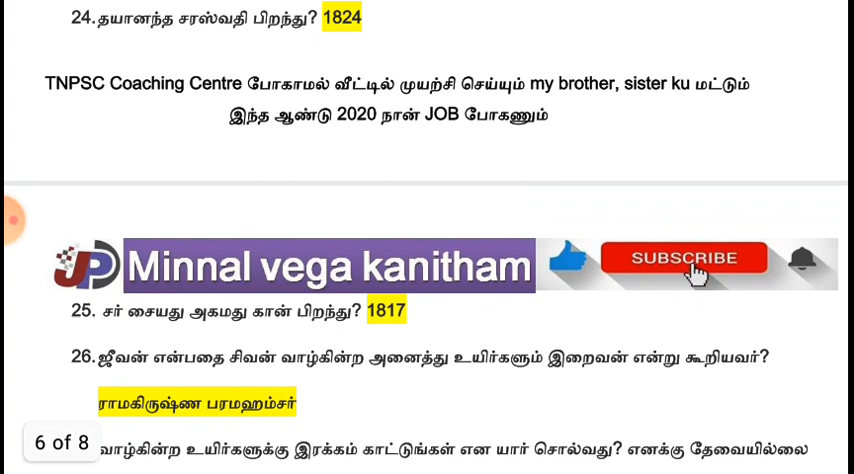 24.தயானந்த சரஸ்வதி பிறந்து? 1824
TNPSC Coaching Centre போகாமல் வீட்டில் முயற்சி செய்யும் my brother, sister ku மட்டும்
இந்த ஆண்டு 2020 நான் JOB போகணும்
JP Minnal vega kanitham SUBSCRIBE
25. சர் சையது அகமது கான் பிறந்து? 1817
26.ஜீவன் என்பதை சிவன் வாழ்கின்ற அனைத்து உயிர்களும் இறைவன் என்று கூறியவர்?
ராமகிருஷ்ண பரமஹம்சர்
வாழ்கின்ற உயிர்களுக்கு இரக்கம் காட்டுங்கள் என யார் சொல்வது? எனக்கு தேவையில்லை
6 of 8